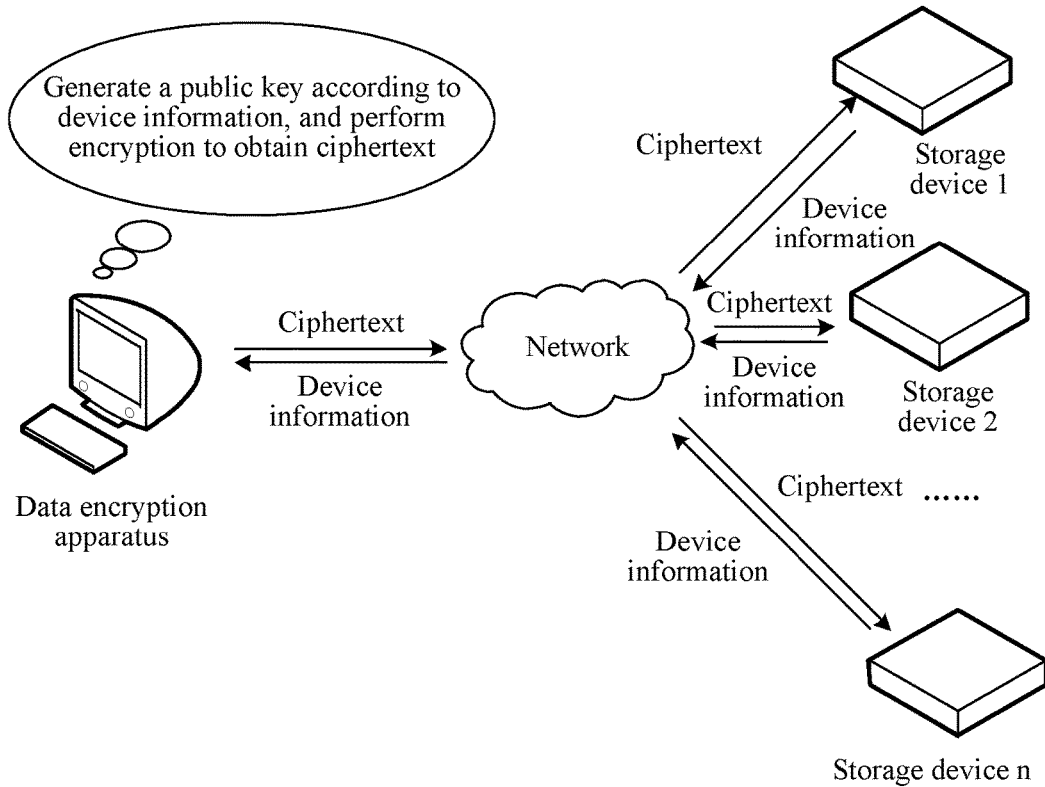 Generate a public key according to
device information, and perform
encryption to obtain ciphertext
Ciphertext
Storage
device 1
Device
information
Ciphertext
Device
information
Storage
device 2
Ciphertext
Device
information
Network
Data encryption
apparatus
Ciphertext ......
Device
information
Storage device n